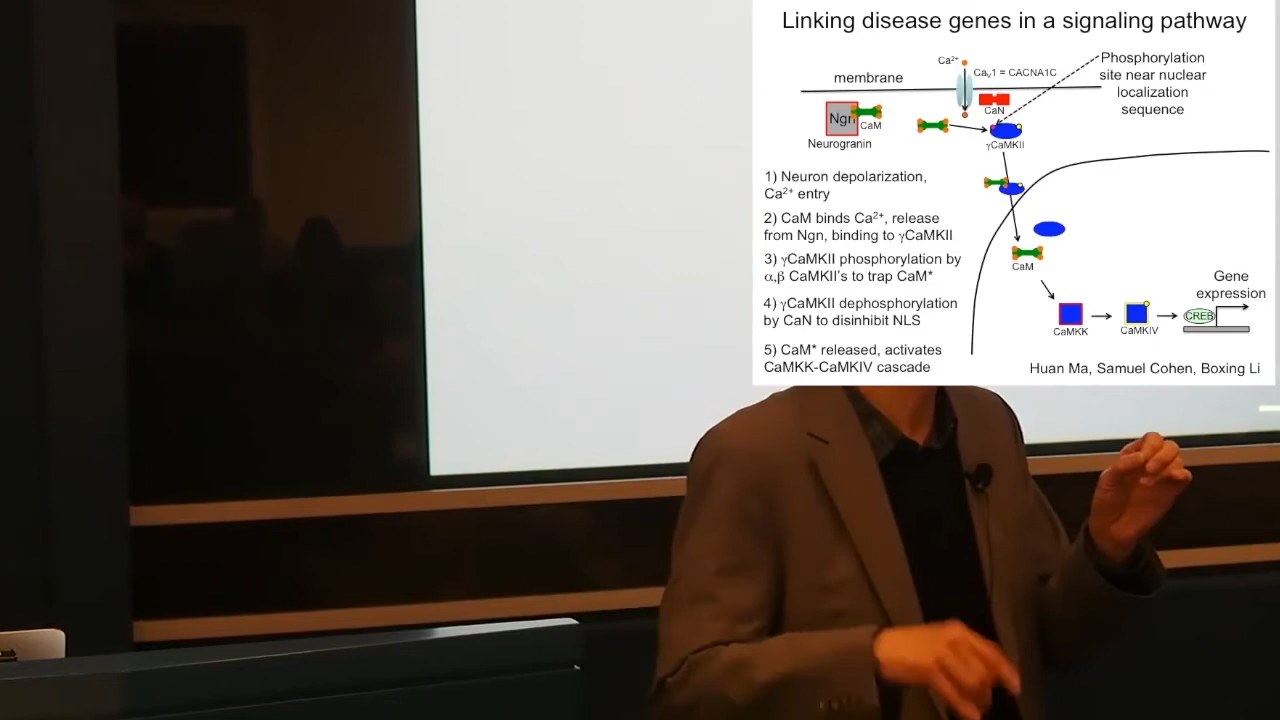 Linking disease genes in a signaling pathway
Ca²⁺
Caᵥ1 = CACNA1C
membrane
Phosphorylation
site near nuclear
localization
sequence
CaN
Ngn
CaM
Neurogranin
γCaMKII
1) Neuron depolarization,
Ca²⁺ entry
2) CaM binds Ca²⁺, release
from Ngn, binding to γCaMKII
3) γCaMKII phosphorylation by
α,β CaMKII's to trap CaM*
4) γCaMKII dephosphorylation
by CaN to disinhibit NLS
5) CaM* released, activates
CaMKK-CaMKIV cascade
CaM
Gene
expression
CREB
CaMKK
CaMKIV
Huan Ma, Samuel Cohen, Boxing Li